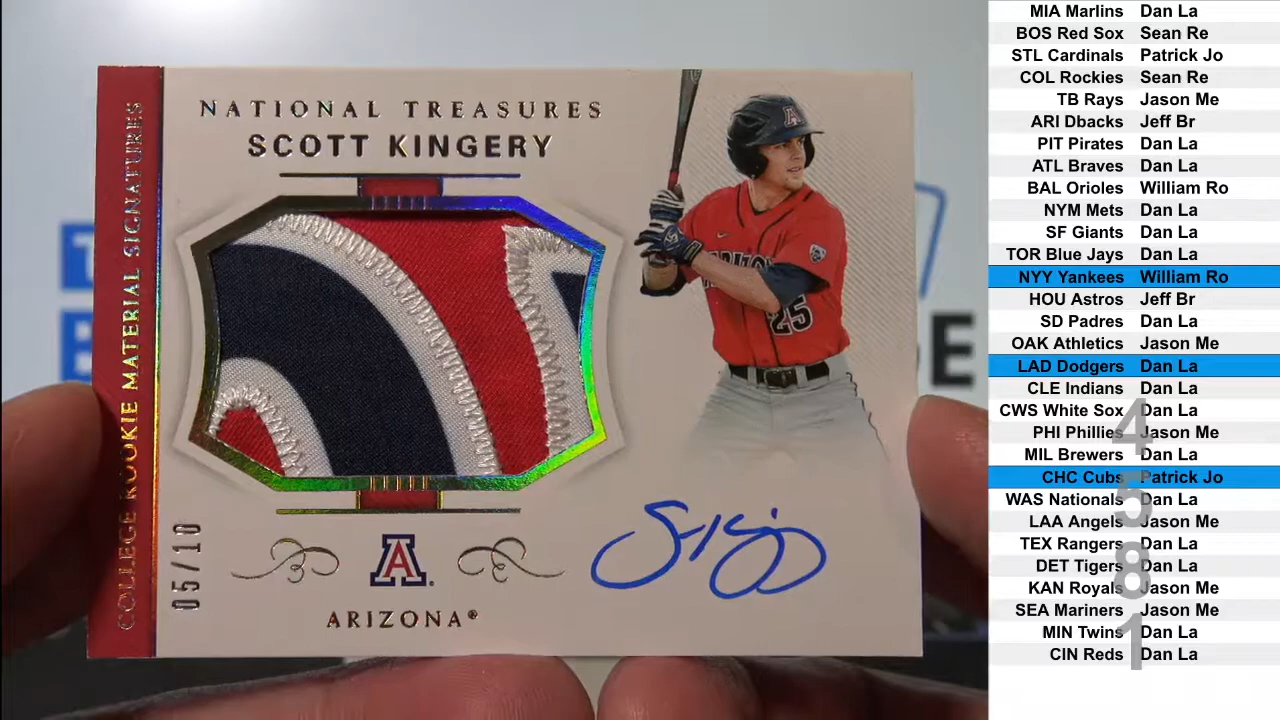 NATIONAL TREASURES
SCOTT KINGERY
COLLEGE ROOKIE MATERIAL SIGNATURES
05/10
A
ARIZONA
25
A
ARIZONA®
MIA Marlins Dan La
BOS Red Sox Sean Re
STL Cardinals Patrick Jo
COL Rockies Sean Re
TB Rays Jason Me
ARI Dbacks Jeff Br
PIT Pirates Dan La
ATL Braves Dan La
BAL Orioles William Ro
NYM Mets Dan La
SF Giants Dan La
TOR Blue Jays Dan La
NYY Yankees William Ro
HOU Astros Jeff Br
SD Padres Dan La
OAK Athletics Jason Me
LAD Dodgers Dan La
CLE Indians Dan La
CWS White Sox Dan La
PHI Phillies Jason Me
MIL Brewers Dan La
CHC Cubs Patrick Jo
WAS Nationals Dan La
LAA Angels Jason Me
TEX Rangers Dan La
DET Tigers Dan La
KAN Royals Jason Me
SEA Mariners Jason Me
MIN Twins Dan La
CIN Reds Dan La
4
5
8
1